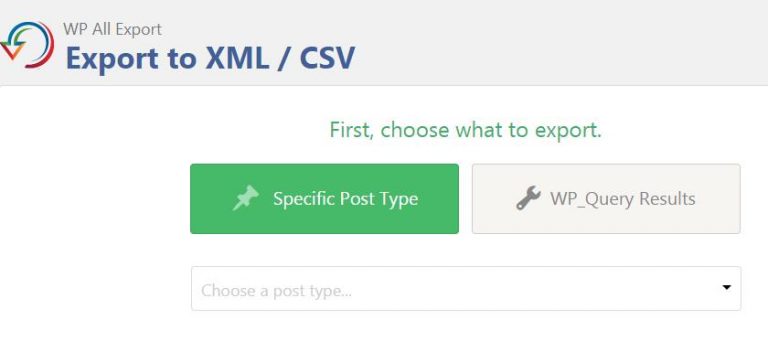 WP All Export
Export to XML / CSV
First, choose what to export.
Specific Post Type
WP_Query Results
Choose a post type...